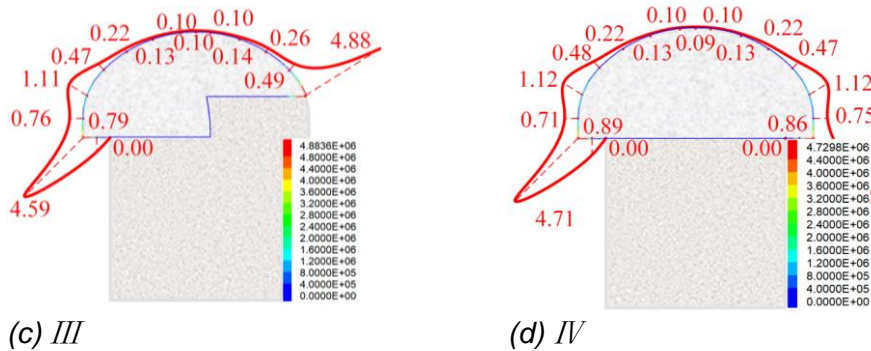 0.10 0.10
0.22 0.10 0.26 4.88
0.47 0.13 0.14
1.11 0.49
0.76
0.79
0.00
4.59
4.8836E+06
4.8000E+06
4.4000E+06
4.0000E+06
3.6000E+06
3.2000E+06
2.8000E+06
2.4000E+06
2.0000E+06
1.6000E+06
1.2000E+06
8.0000E+05
4.0000E+05
0.0000E+00
(c) III
0.10 0.10
0.22 0.09 0.22
0.48 0.13 0.13 0.47
1.12 1.12
0.71 0.75
0.89 0.86
0.00 0.00
4.71
4.7298E+06
4.4000E+06
4.0000E+06
3.6000E+06
3.2000E+06
2.8000E+06
2.4000E+06
2.0000E+06
1.6000E+06
1.2000E+06
8.0000E+05
4.0000E+05
0.0000E+00
(d) IV